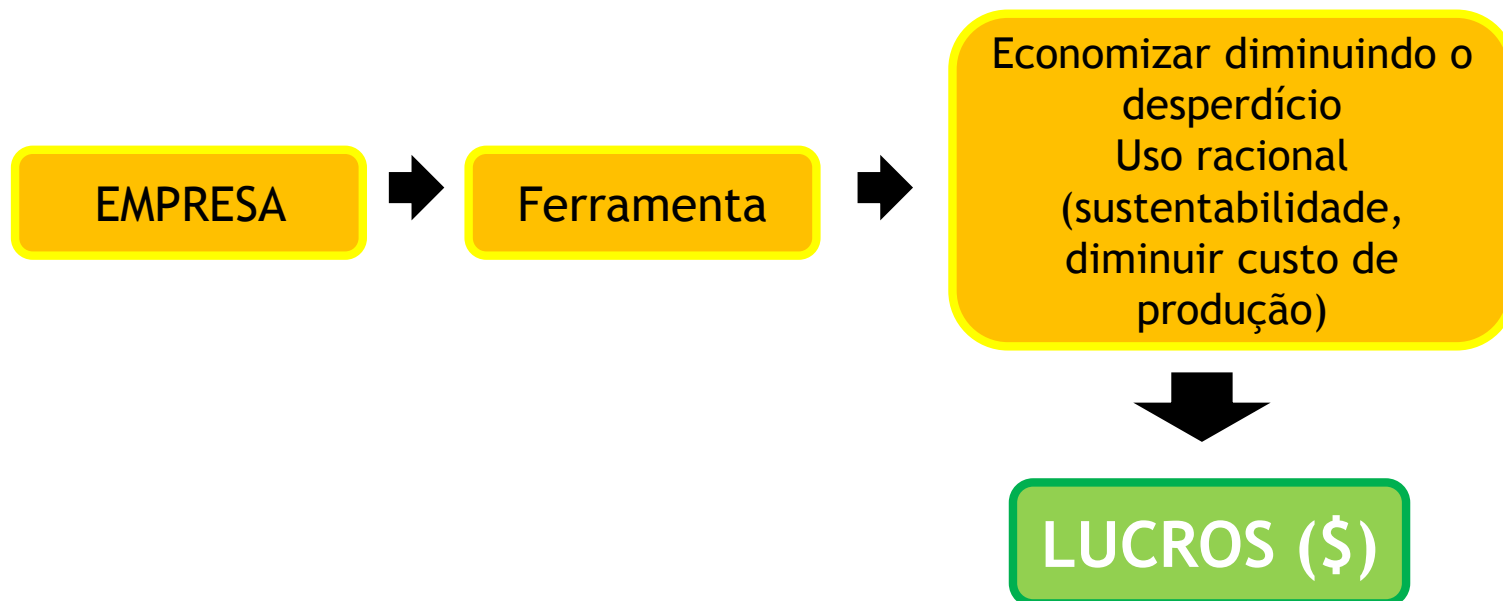 EMPRESA
Ferramenta
Economizar diminuindo o
desperdício
Uso racional
(sustentabilidade,
diminuir custo de
produção)
LUCROS ($)